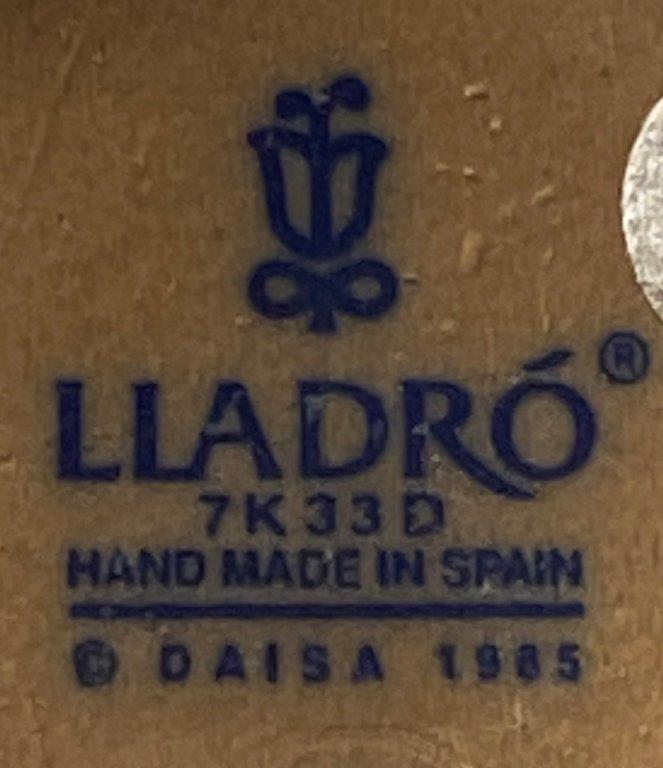 LLADRÓ®
7K33D
HAND MADE IN SPAIN
© DAISA 1985